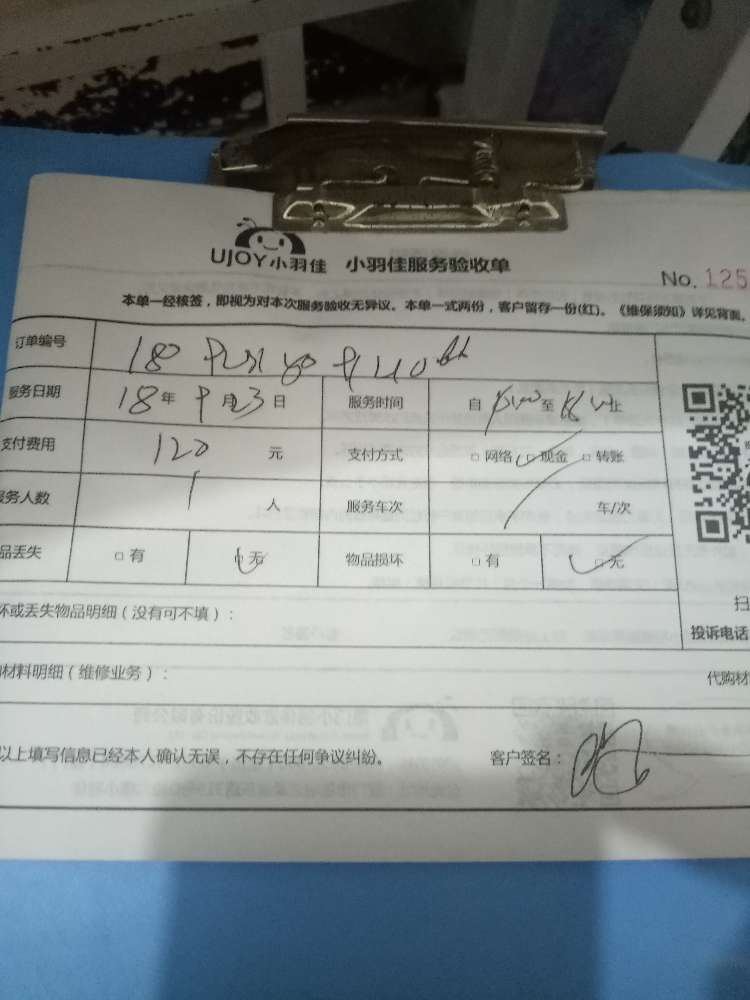 UJOY小羽佳 小羽佳服务验收单
No. 125
本单一经核签，即视为对本次服务验收无异议。本单一式两份，客户留存一份(红)。《维保须知》详见背面。
订单编号
服务日期 18年 9月23日 服务时间 自 至 止
支付费用 120 元 支付方式 □网络 □现金 □转账
服务人数 1 人 服务车次 车/次
品丢失 □有 □无 物品损坏 □有 □无
扫
坏或丢失物品明细（没有可不填）：
投诉电话
材料明细（维修业务）：
代购材
以上填写信息已经本人确认无误，不存在任何争议纠纷。 客户签名：